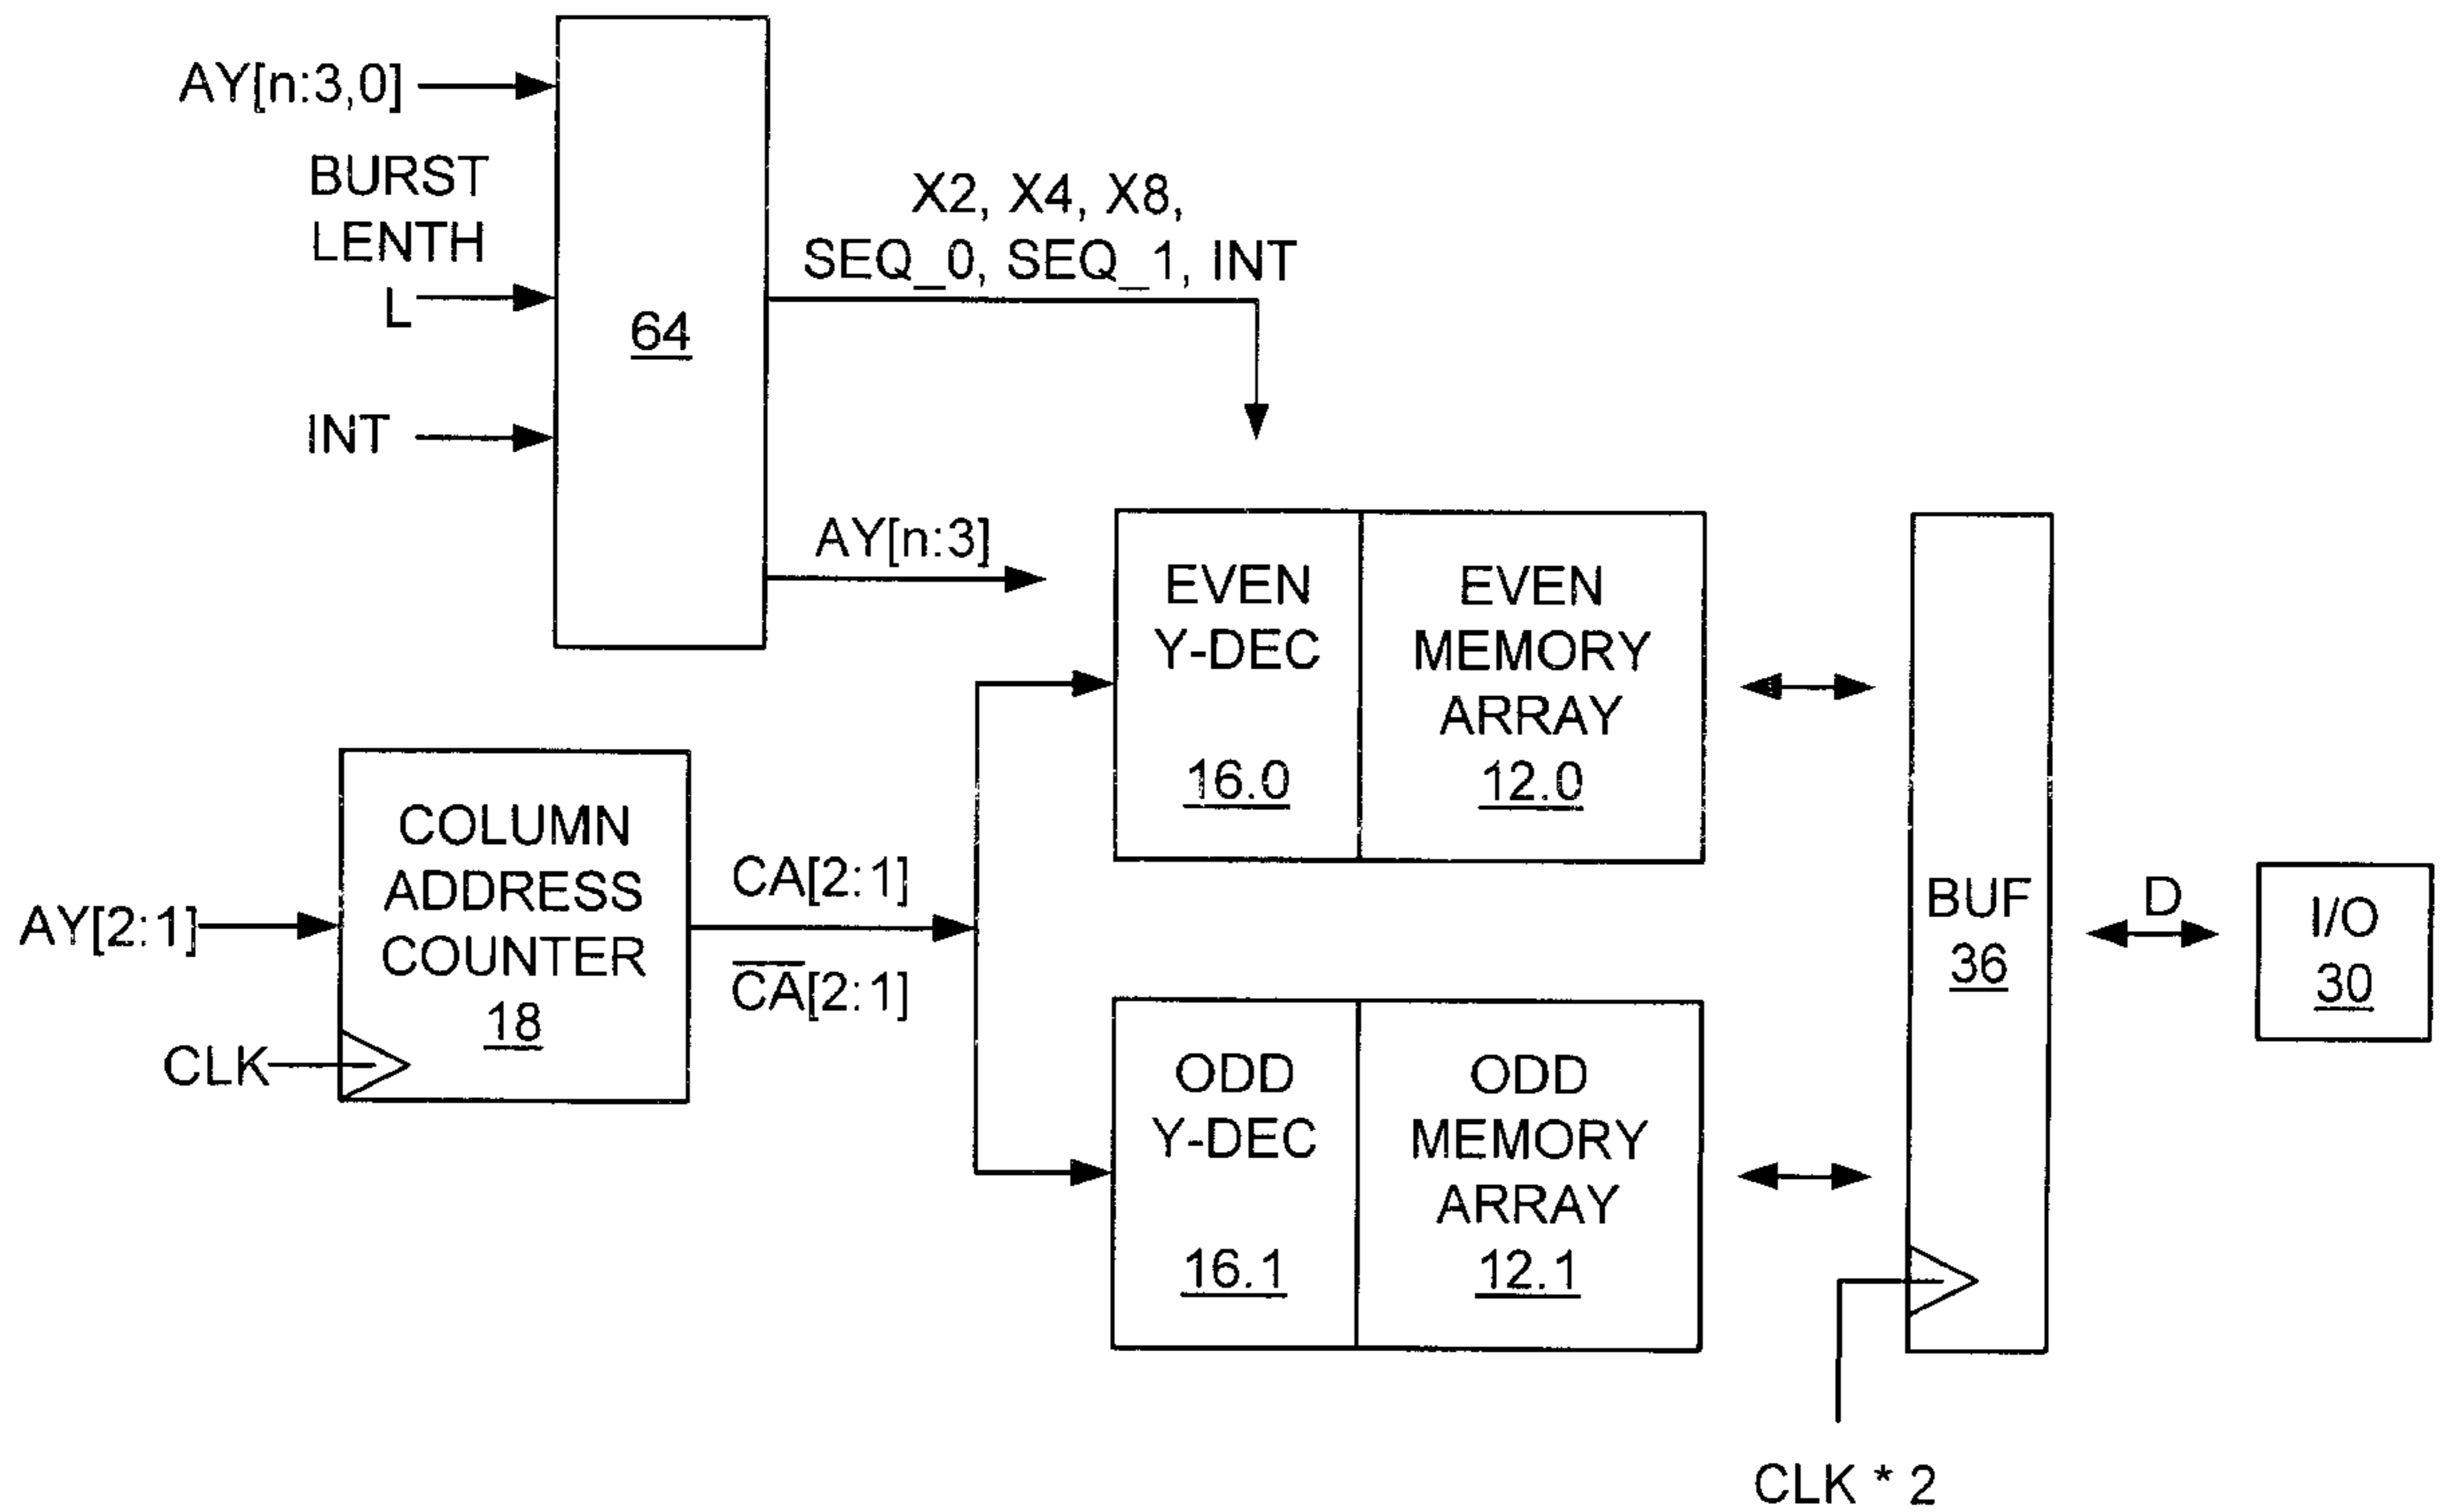 AY[n:3,0]
BURST
LENTH
L
INT
64
X2, X4, X8,
SEQ_0, SEQ_1, INT
AY[n:3]
EVEN
Y-DEC
16.0
EVEN
MEMORY
ARRAY
12.0
AY[2:1]
CLK
COLUMN
ADDRESS
COUNTER
18
CA[2:1]
C̅A̅[2:1]
ODD
Y-DEC
16.1
ODD
MEMORY
ARRAY
12.1
BUF
36
D
I/O
30
CLK * 2